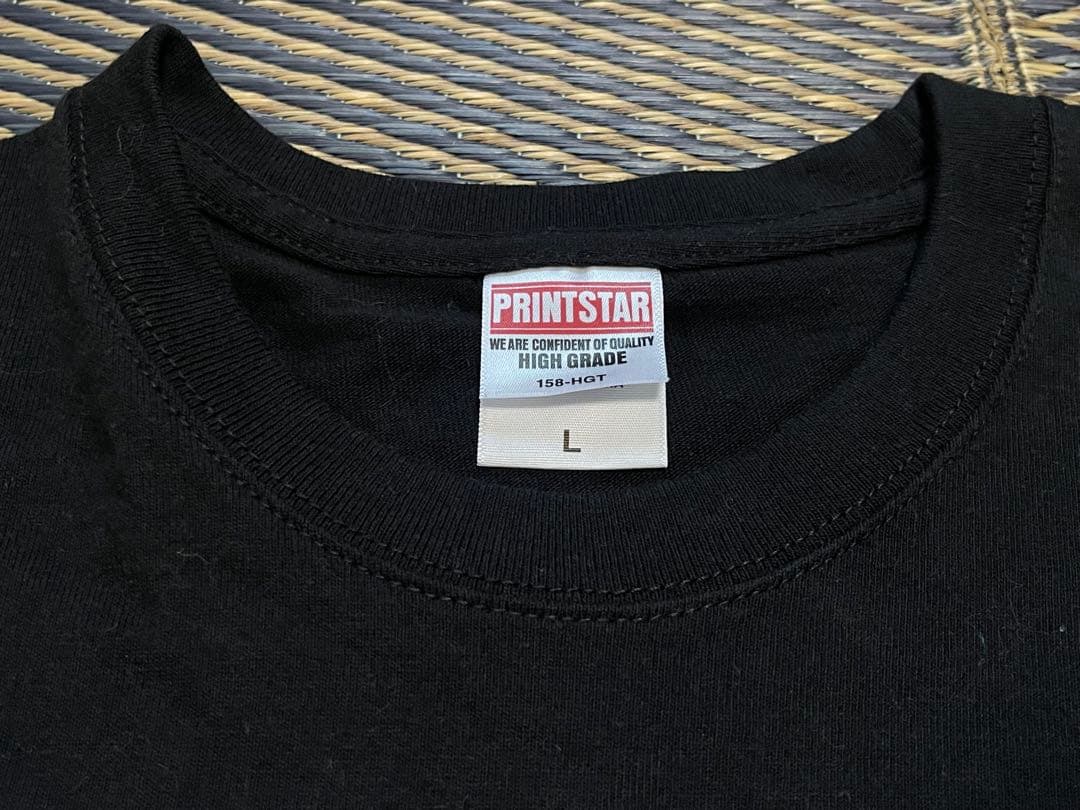 PRINTSTAR
WE ARE CONFIDENT OF QUALITY
HIGH GRADE
158-HGT
L